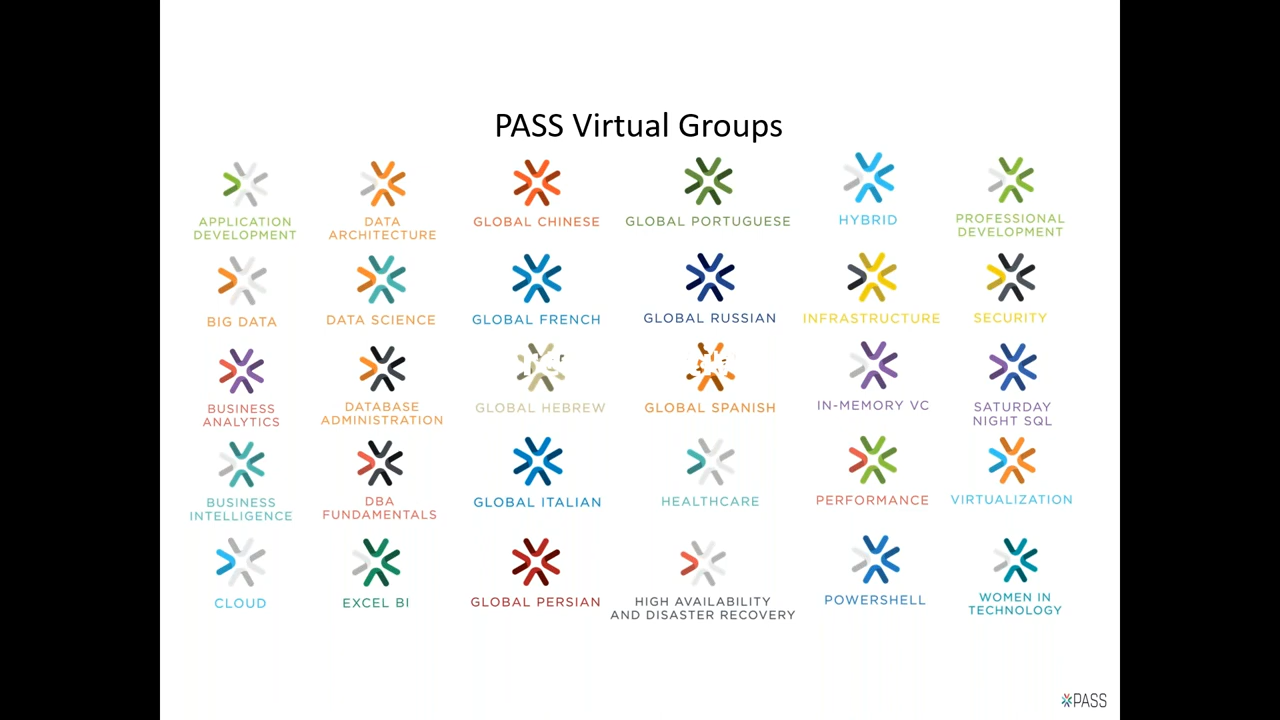 PASS Virtual Groups
APPLICATION
DEVELOPMENT
DATA
ARCHITECTURE
GLOBAL CHINESE
GLOBAL PORTUGUESE
HYBRID
PROFESSIONAL
DEVELOPMENT
BIG DATA
DATA SCIENCE
GLOBAL FRENCH
GLOBAL RUSSIAN
INFRASTRUCTURE
SECURITY
BUSINESS
ANALYTICS
DATABASE
ADMINISTRATION
GLOBAL HEBREW
GLOBAL SPANISH
IN-MEMORY VC
SATURDAY
NIGHT SQL
BUSINESS
INTELLIGENCE
DBA
FUNDAMENTALS
GLOBAL ITALIAN
HEALTHCARE
PERFORMANCE
VIRTUALIZATION
CLOUD
EXCEL BI
GLOBAL PERSIAN
HIGH AVAILABILITY
AND DISASTER RECOVERY
POWERSHELL
WOMEN IN
TECHNOLOGY
PASS